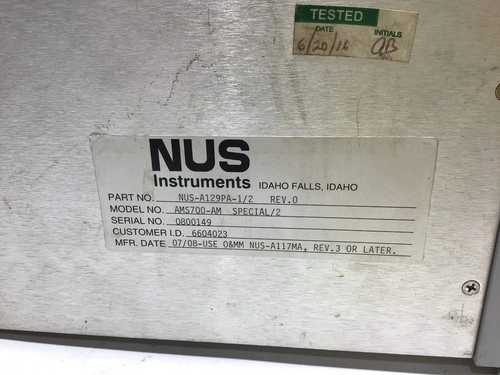 TESTED
DATE INITIALS
6/20/16 QB
NUS
Instruments IDAHO FALLS, IDAHO
PART NO. NUS-A129PA-1/2 REV.0
MODEL NO. AMS700-AM SPECIAL/2
SERIAL NO. 0800149
CUSTOMER I.D. 6604023
MFR. DATE 07/08-USE O&MM NUS-A117MA, REV.3 OR LATER.